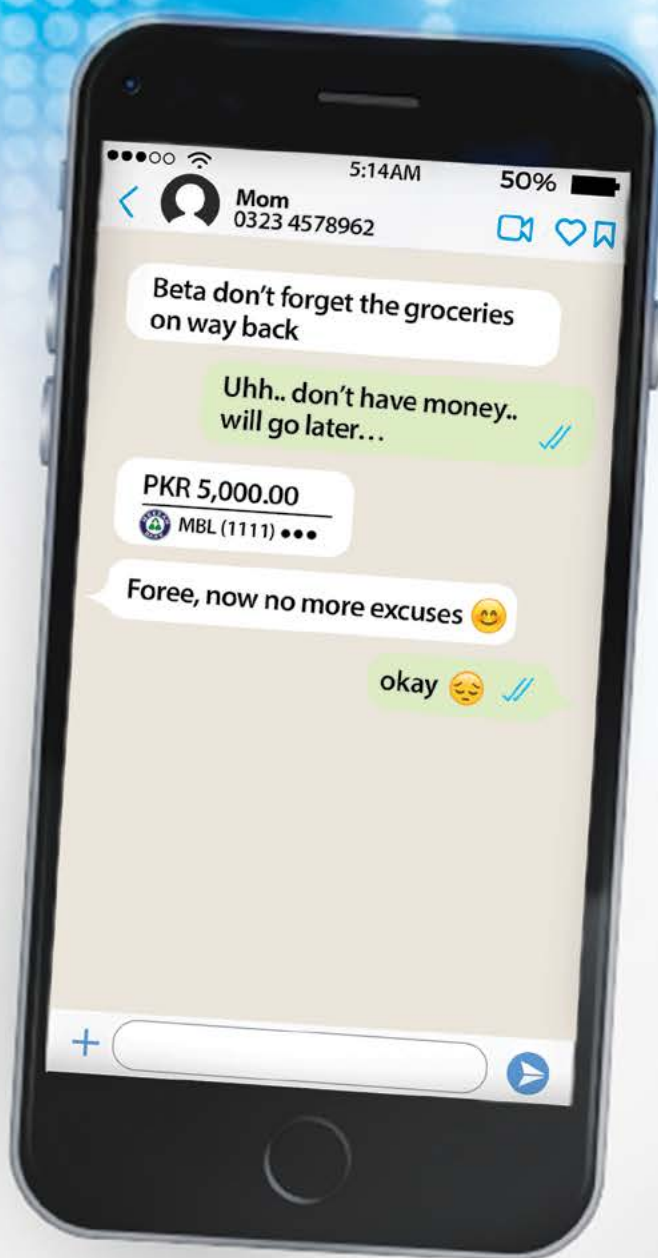 5:14AM
50%
Mom
0323 4578962
Beta don't forget the groceries
on way back
Uhh.. don't have money..
will go later…
PKR 5,000.00
MBL (1111) •••
Foree, now no more excuses 😊
okay 😔